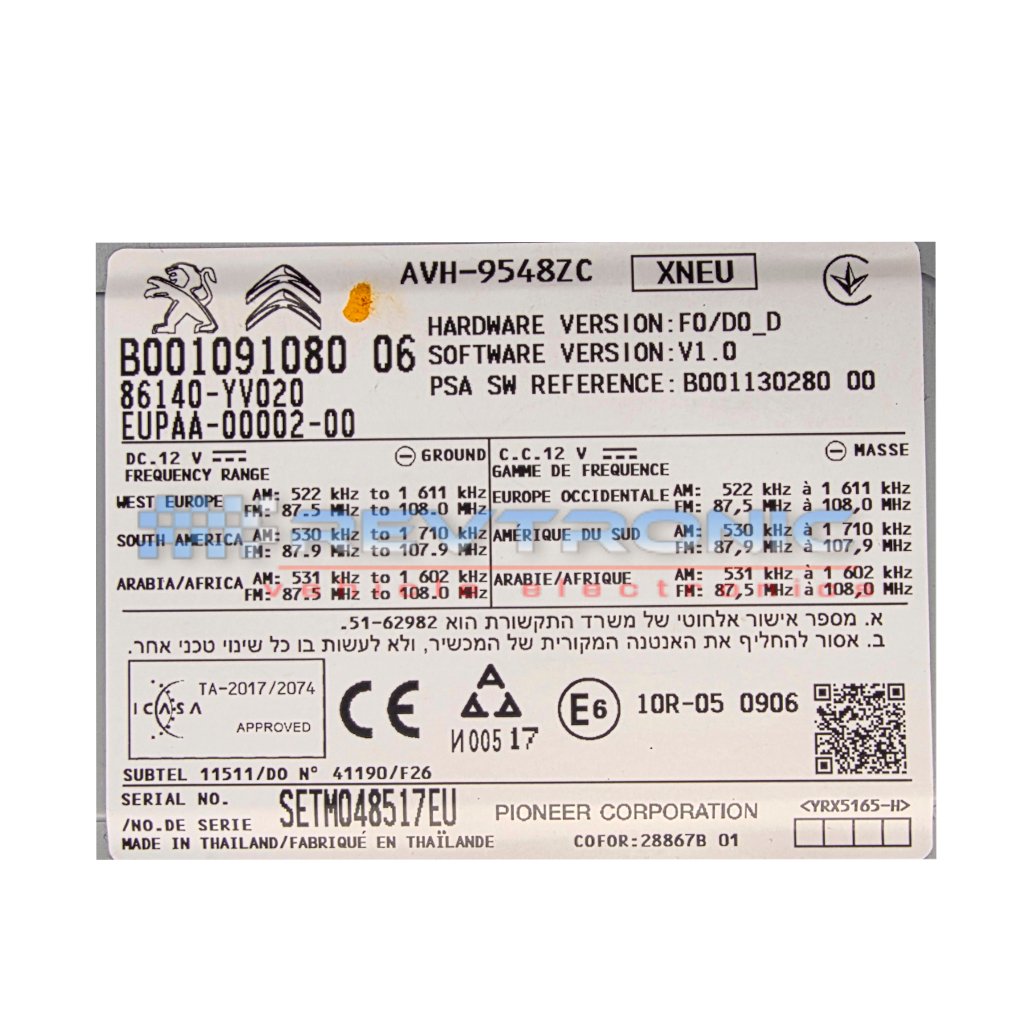 AVH-9548ZC XNEU
HARDWARE VERSION:F0/D0_D
B001091080 06
SOFTWARE VERSION:V1.0
86140-YV020
PSA SW REFERENCE:B001130280 00
EUPAA-00002-00
DC.12 V GROUND
FREQUENCY RANGE
WEST EUROPE AM: 522 kHz to 1 611 kHz
FM: 87.5 MHz to 108.0 MHz
SOUTH AMERICA AM: 530 kHz to 1 710 kHz
FM: 87.9 MHz to 107.9 MHz
ARABIA/AFRICA AM: 531 kHz to 1 602 kHz
FM: 87.5 MHz to 108.0 MHz
C.C.12 V MASSE
GAMME DE FREQUENCE
EUROPE OCCIDENTALE AM: 522 kHz à 1 611 kHz
FM: 87,5 MHz à 108,0 MHz
AMÉRIQUE DU SUD AM: 530 kHz à 1 710 kHz
FM: 87,9 MHz à 107,9 MHz
ARABIE/AFRIQUE AM: 531 kHz à 1 602 kHz
FM: 87,5 MHz à 108,0 MHz
REVTRONIC
vehicle electronics
א. מספר אישור אלחוטי של משרד התקשורת הוא 51-62982.
ב. אסור להחליף את האנטנה המקורית של המכשיר, ולא לעשות בו כל שינוי טכני אחר.
ICASA TA-2017/2074
APPROVED
CE
И005 17
E6
10R-05 0906
SUBTEL 11511/DO N° 41190/F26
SERIAL NO.
/NO.DE SERIE SETM048517EU
PIONEER CORPORATION
<YRX5165-H>
MADE IN THAILAND/FABRIQUÉ EN THAÏLANDE
COFOR:28867B 01